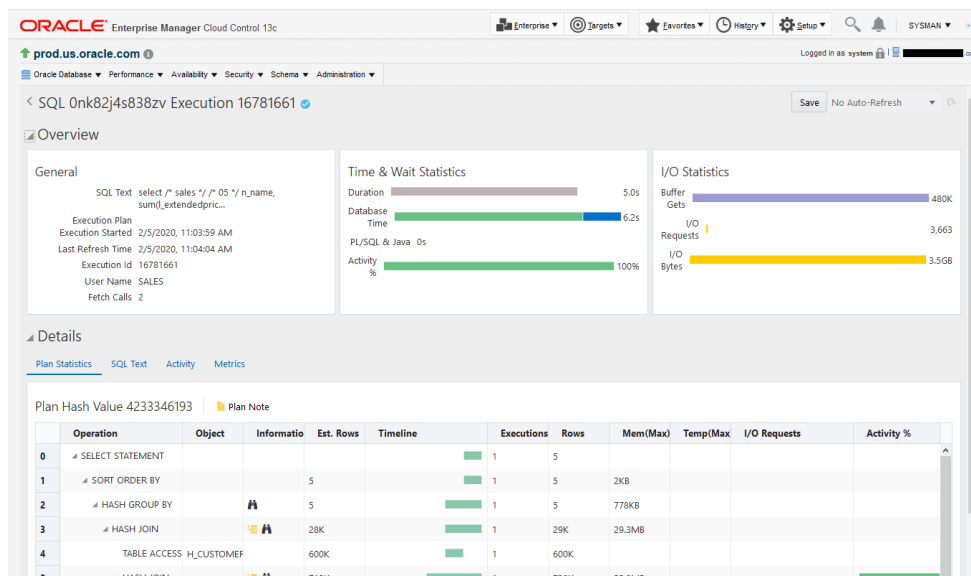 ORACLE Enterprise Manager Cloud Control 13c
Enterprise Targets Favorites History Setup SYSMAN
prod.us.oracle.com
Logged in as system
Oracle Database Performance Availability Security Schema Administration
SQL 0nk82j4s838zv Execution 16781661
Save No Auto-Refresh
Overview
General
SQL Text select /* sales */ /* 05 */ n_name,
sum(l_extendedpric...
Execution Plan
Execution Started 2/5/2020, 11:03:59 AM
Last Refresh Time 2/5/2020, 11:04:04 AM
Execution Id 16781661
User Name SALES
Fetch Calls 2
Time & Wait Statistics
Duration 5.0s
Database Time 6.2s
PL/SQL & Java 0s
Activity % 100%
I/O Statistics
Buffer Gets 480K
I/O Requests 3,663
I/O Bytes 3.5GB
Details
Plan Statistics SQL Text Activity Metrics
Plan Hash Value 4233346193 Plan Note
Operation Object Informatio Est. Rows Timeline Executions Rows Mem(Max) Temp(Max I/O Requests Activity %
0 SELECT STATEMENT 1 5
1 SORT ORDER BY 5 1 5 2KB
2 HASH GROUP BY 5 1 5 778KB
3 HASH JOIN 28K 1 29K 29.3MB
4 TABLE ACCESS H_CUSTOMER 600K 1 600K